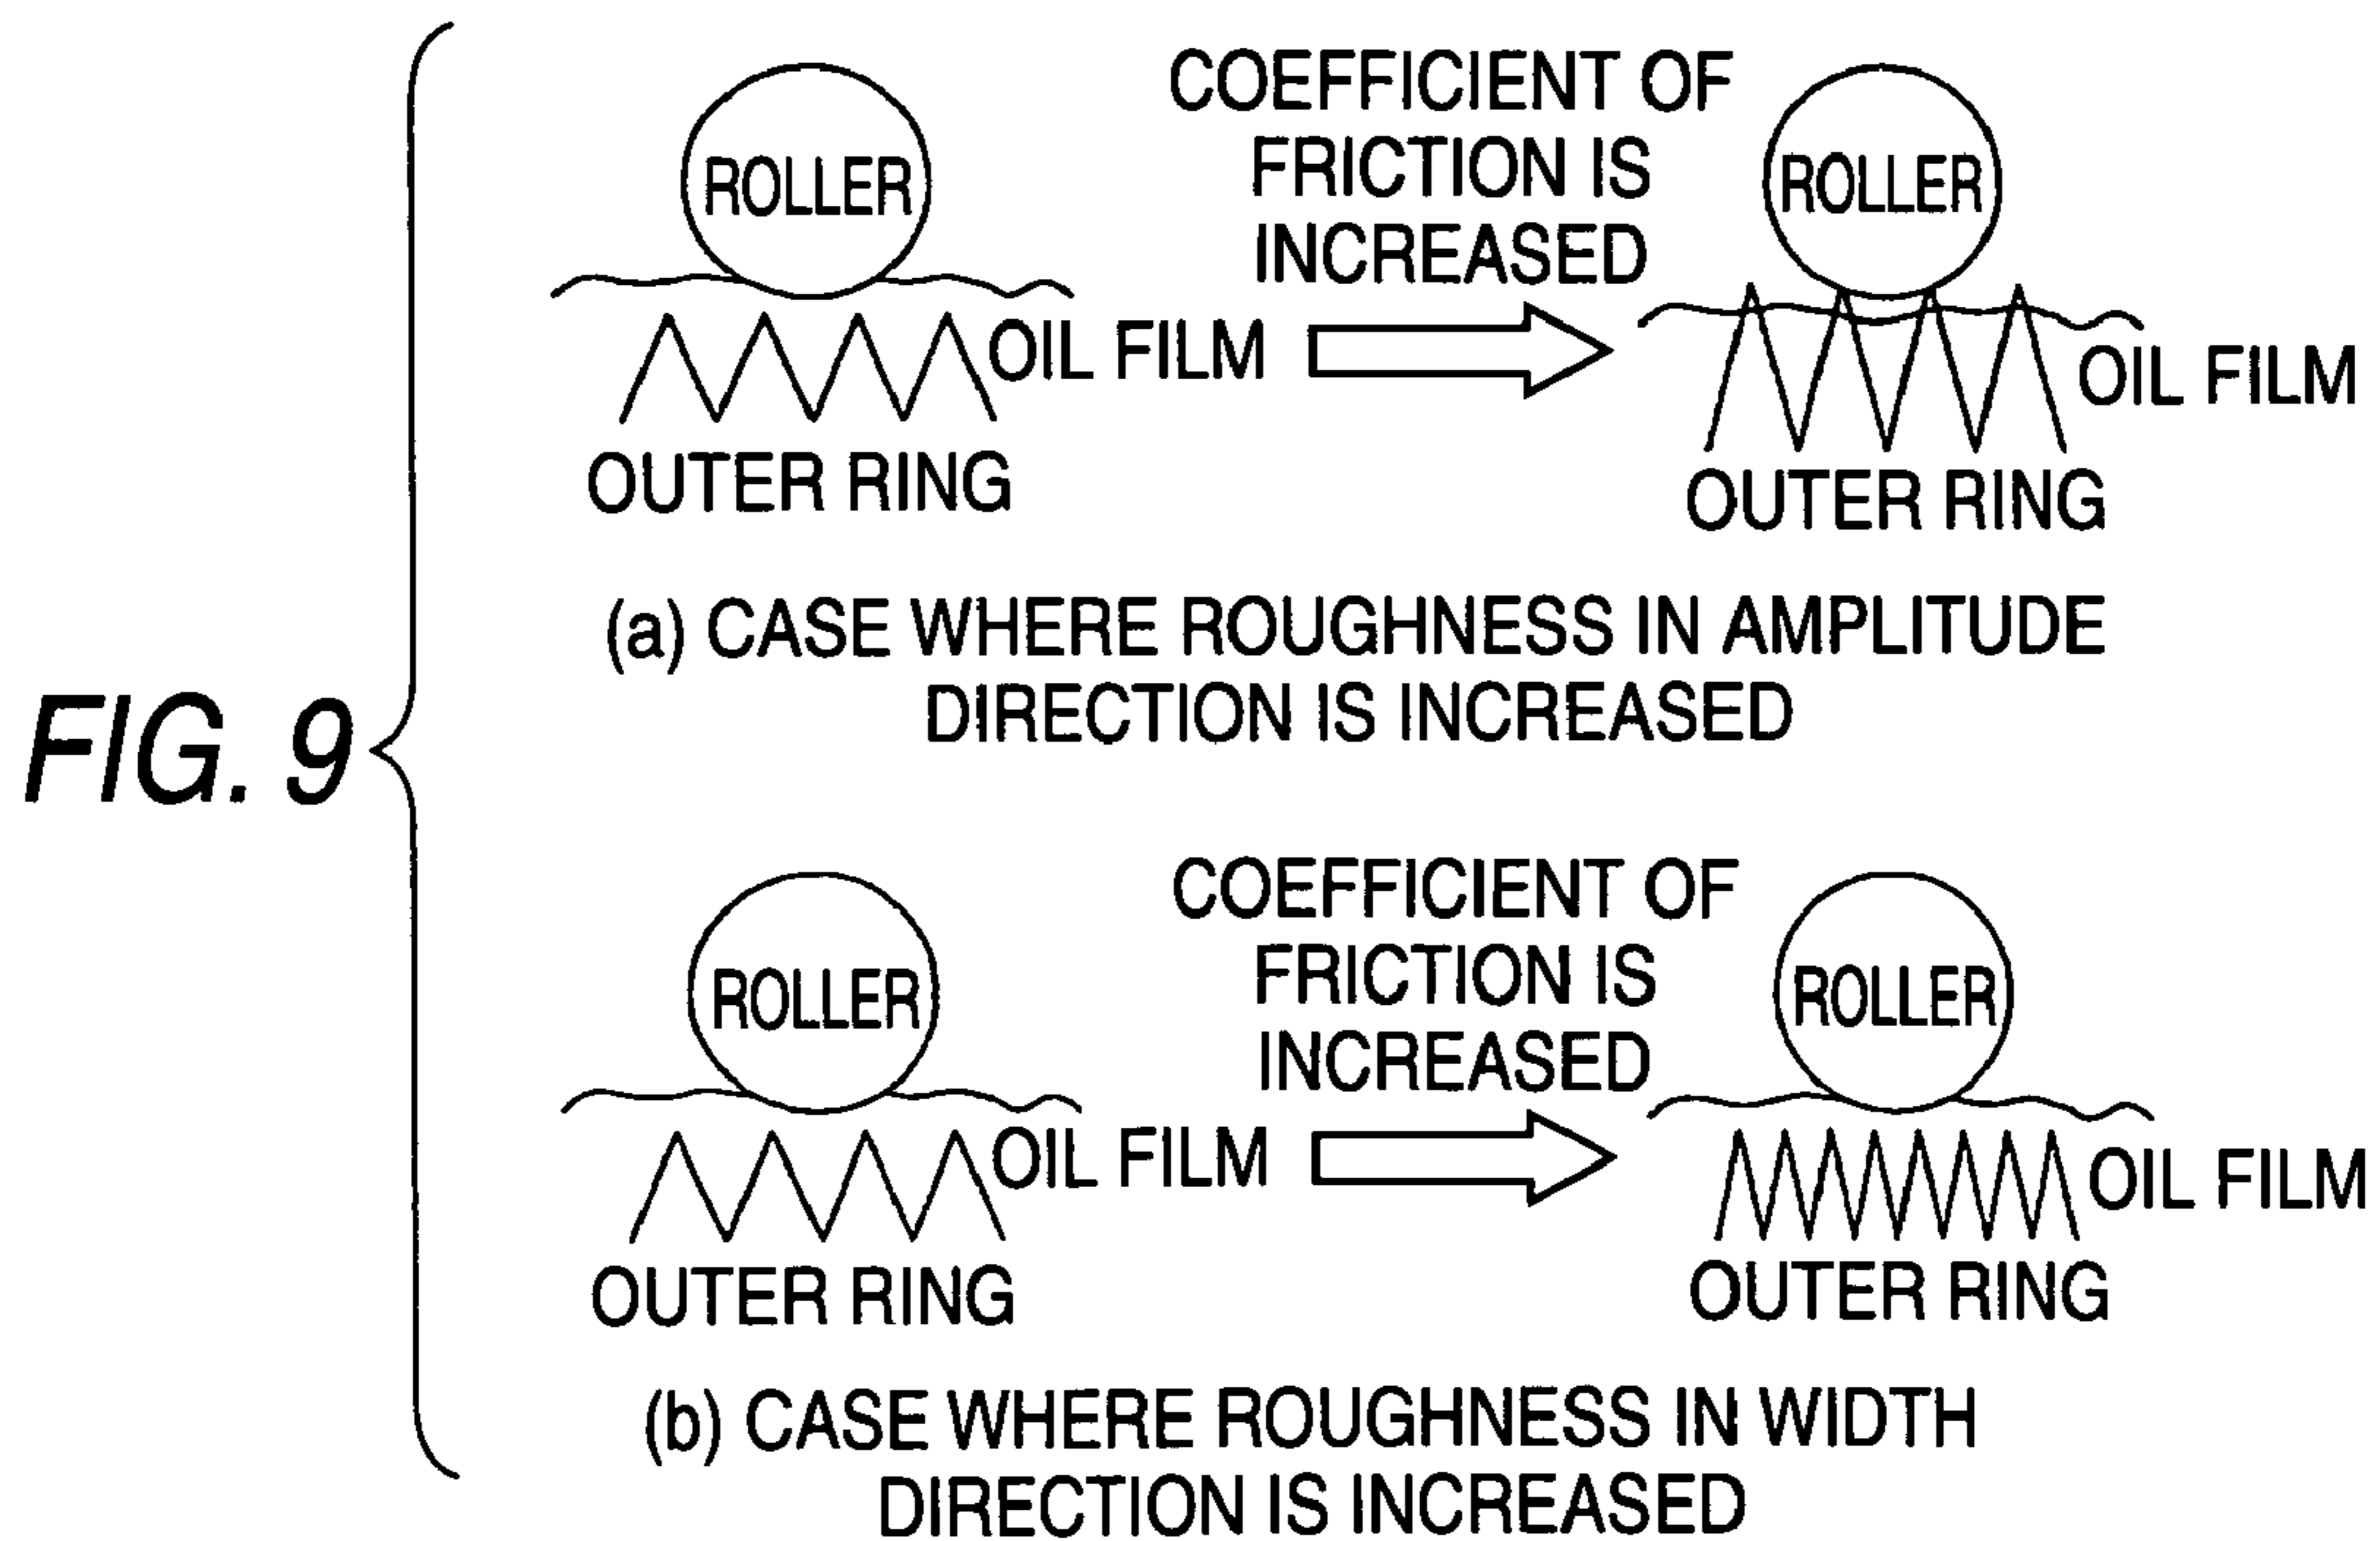 FIG. 9
COEFFICIENT OF
FRICTION IS
INCREASED
ROLLER
ROLLER
OIL FILM
OIL FILM
OUTER RING
OUTER RING
(a) CASE WHERE ROUGHNESS IN AMPLITUDE
DIRECTION IS INCREASED
COEFFICIENT OF
FRICTION IS
INCREASED
ROLLER
ROLLER
OIL FILM
OIL FILM
OUTER RING
OUTER RING
(b) CASE WHERE ROUGHNESS IN WIDTH
DIRECTION IS INCREASED